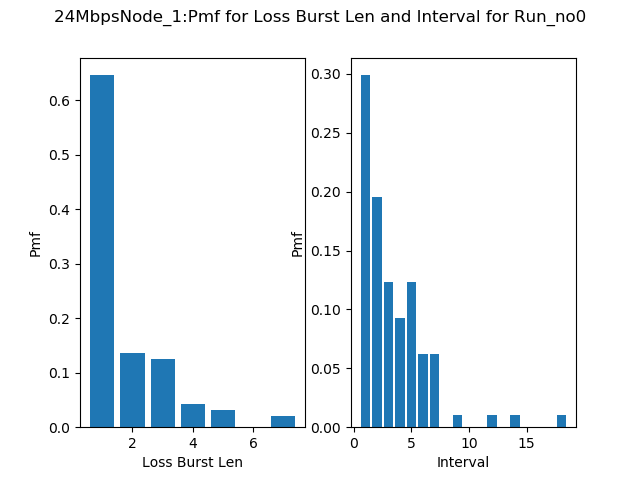 24MbpsNode_1:Pmf for Loss Burst Len and Interval for Run_no0
Pmf
0.6
0.5
0.4
0.3
0.2
0.1
0.0
2 4 6
Loss Burst Len
Pmf
0.30
0.25
0.20
0.15
0.10
0.05
0.00
0 5 10 15
Interval